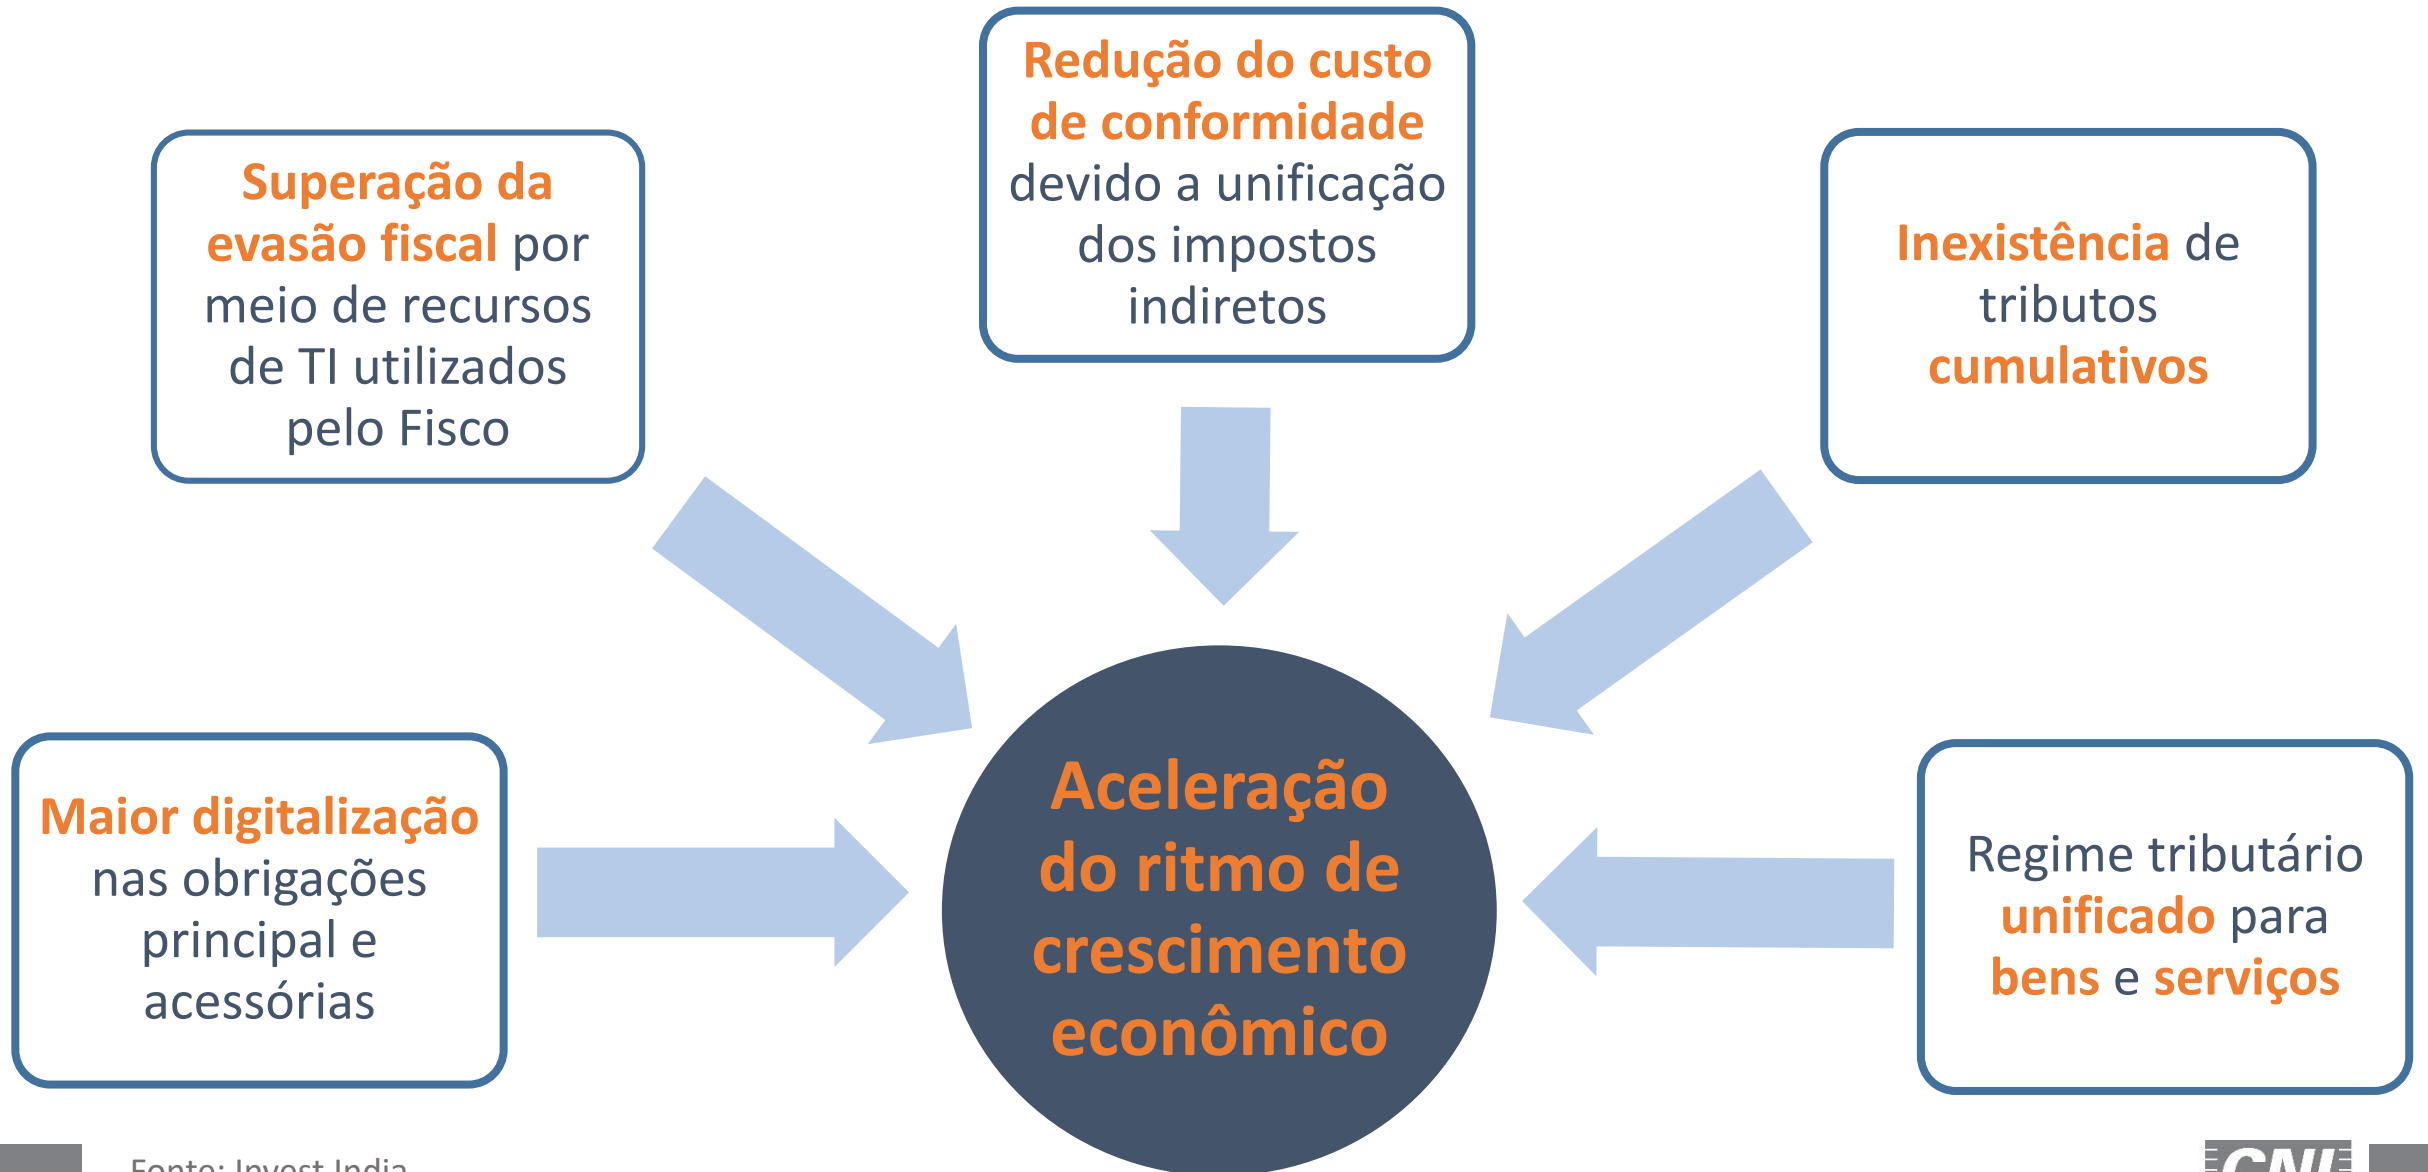 Redução do custo
de conformidade
devido a unificação
dos impostos
indiretos
Superação da
evasão fiscal por
meio de recursos
de TI utilizados
pelo Fisco
Inexistência de
tributos
cumulativos
Maior digitalização
nas obrigações
principal e
acessórias
Aceleração
do ritmo de
crescimento
econômico
Regime tributário
unificado para
bens e serviços
Fonte: Invest India
CNI